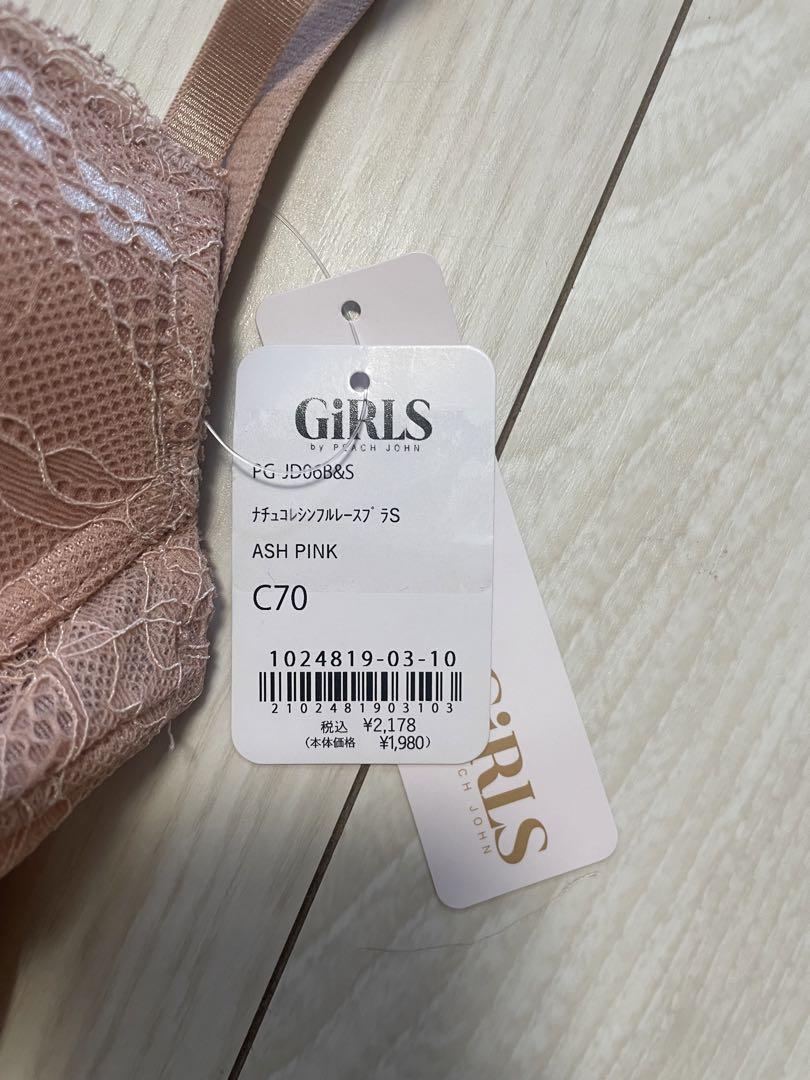 GiRLS
by PEACH JOHN
PG JD06B&S
ﾅﾁｭｺﾚｼﾝﾌﾙﾚｰｽﾌﾞﾗS
ASH PINK
C70
1024819-03-10
2102481903103
税込 ¥2,178
(本体価格 ¥1,980)
GiRLS
CH JOHN